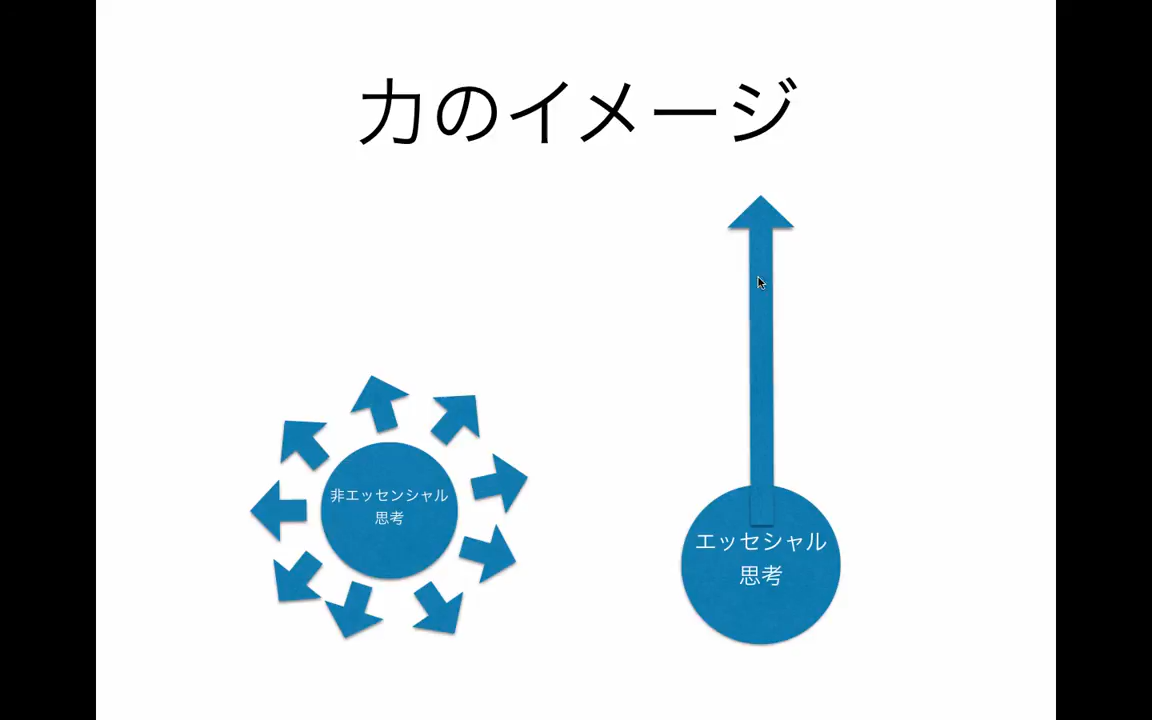 力のイメージ
非エッセンシャル
思考
エッセシャル
思考